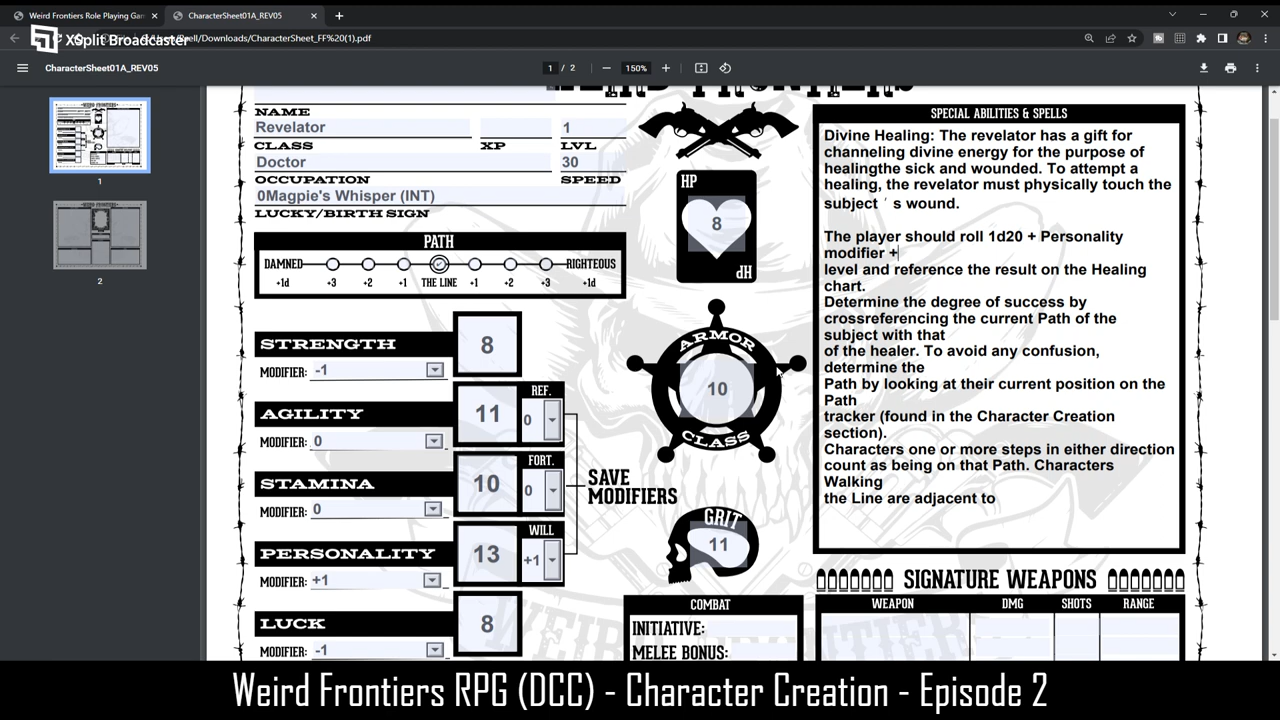 Weird Frontiers Role Playing Gam
CharacterSheet01A_REV05
XSplit Broadcaster
/Downloads/CharacterSheet_FF%20(1).pdf
CharacterSheet01A_REV05
1 / 2
150%
1
2
WEIRD FRONTIERS
NAME
Revelator
1
CLASS
XP
LVL
Doctor
30
OCCUPATION
SPEED
0Magpie's Whisper (INT)
LUCKY/BIRTH SIGN
PATH
DAMNED
RIGHTEOUS
+1d
+3
+2
+1
THE LINE
+1
+2
+3
+1d
STRENGTH
8
MODIFIER: -1
AGILITY
11
REF.
0
MODIFIER: 0
STAMINA
10
FORT.
0
MODIFIER: 0
PERSONALITY
13
WILL
+1
MODIFIER: +1
LUCK
8
MODIFIER: -1
SAVE
MODIFIERS
HP
8
HP
ARMOR
10
CLASS
GRIT
11
COMBAT
INITIATIVE:
MELEE BONUS:
SPECIAL ABILITIES & SPELLS
Divine Healing: The revelator has a gift for
channeling divine energy for the purpose of
healingthe sick and wounded. To attempt a
healing, the revelator must physically touch the
subject ' s wound.
The player should roll 1d20 + Personality
modifier +
level and reference the result on the Healing
chart.
Determine the degree of success by
crossreferencing the current Path of the
subject with that
of the healer. To avoid any confusion,
determine the
Path by looking at their current position on the
Path
tracker (found in the Character Creation
section).
Characters one or more steps in either direction
count as being on that Path. Characters
Walking
the Line are adjacent to
SIGNATURE WEAPONS
WEAPON
DMG
SHOTS
RANGE
Weird Frontiers RPG (DCC) - Character Creation - Episode 2